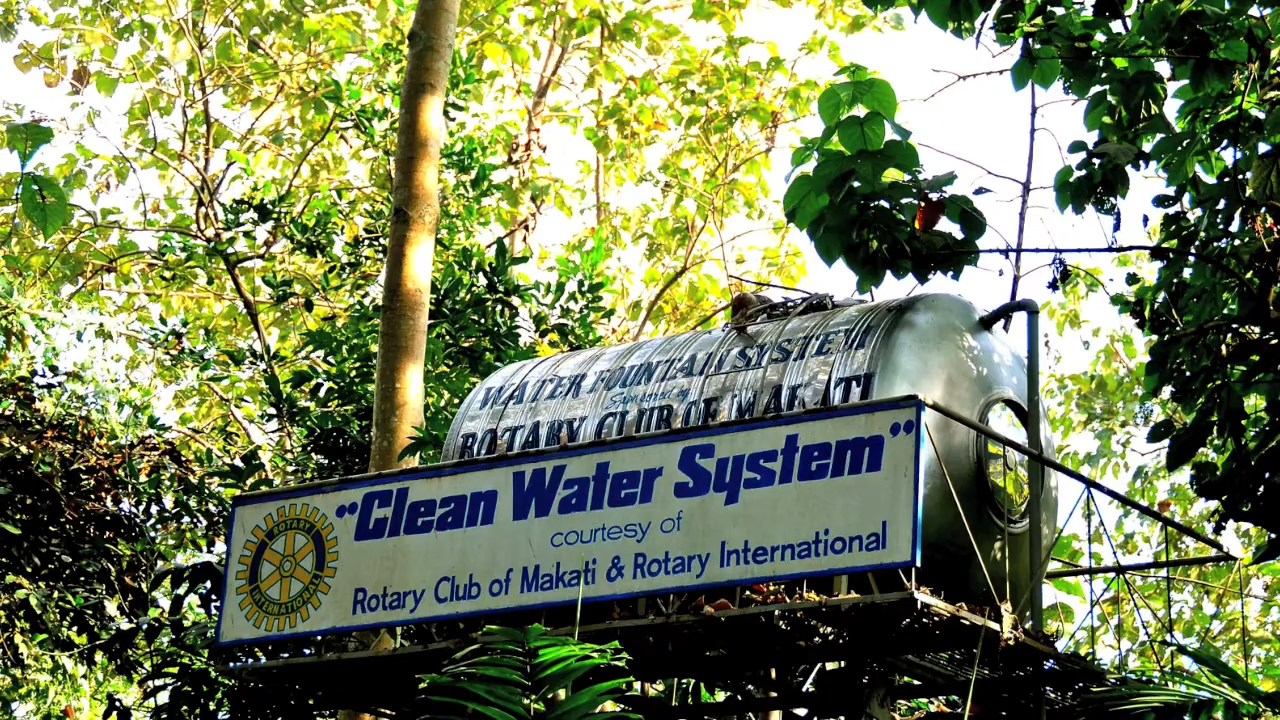 WATER FOUNTAIN SYSTEM
Sponsored by
ROTARY CLUB OF MAKATI
"Clean Water System"
courtesy of
Rotary Club of Makati & Rotary International
ROTARY
INTERNATIONAL